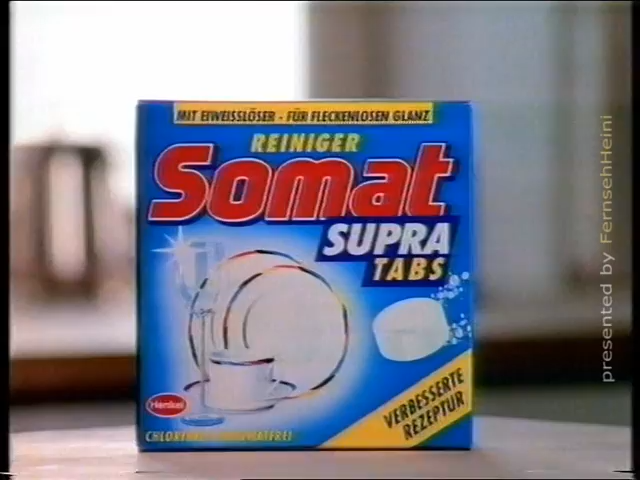 MIT EIWEISSLÖSER - FÜR FLECKENLOSEN GLANZ
REINIGER
Somat
SUPRA
TABS
VERBESSERTE
REZEPTUR
Henkel
presented by FernsehHeini